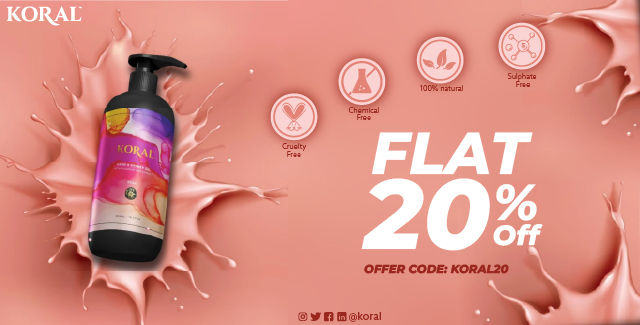 KORAL
KORAL
Cruelty
Free
Chemical
Free
100% natural
Sulphate
Free
FLAT
20%
Off
OFFER CODE: KORAL20
@koral